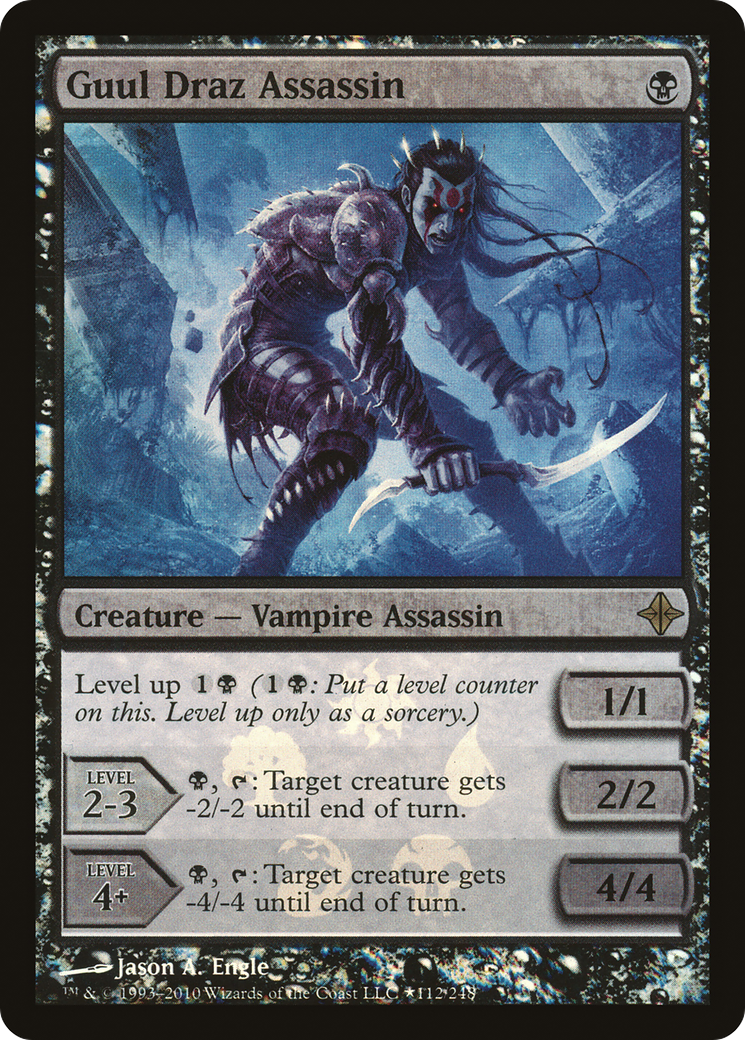 Guul Draz Assassin
Creature — Vampire Assassin
Level up 1 (1 : Put a level counter
on this. Level up only as a sorcery.)
1/1
LEVEL
2-3
, : Target creature gets
-2/-2 until end of turn.
2/2
LEVEL
4+
, : Target creature gets
-4/-4 until end of turn.
4/4
Jason A. Engle
™ & © 1993–2010 Wizards of the Coast LLC ★112/248